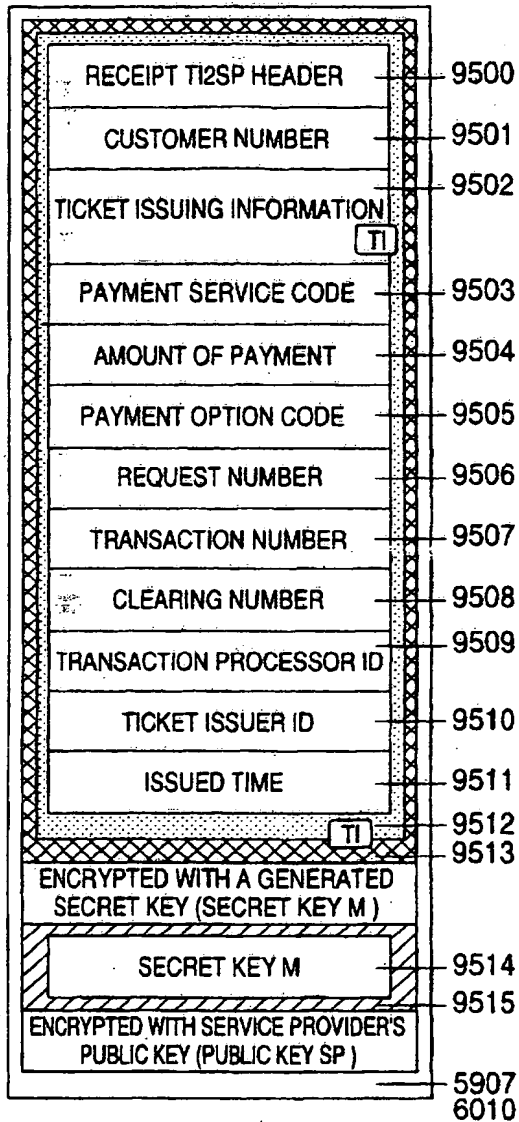 RECEIPT TI2SP HEADER 9500
CUSTOMER NUMBER 9501
9502
TICKET ISSUING INFORMATION
TI
PAYMENT SERVICE CODE 9503
AMOUNT OF PAYMENT 9504
PAYMENT OPTION CODE 9505
REQUEST NUMBER 9506
TRANSACTION NUMBER 9507
CLEARING NUMBER 9508
9509
TRANSACTION PROCESSOR ID
TICKET ISSUER ID 9510
ISSUED TIME 9511
TI 9512
9513
ENCRYPTED WITH A GENERATED
SECRET KEY (SECRET KEY M )
SECRET KEY M 9514
9515
ENCRYPTED WITH SERVICE PROVIDER'S
PUBLIC KEY (PUBLIC KEY SP )
5907
6010